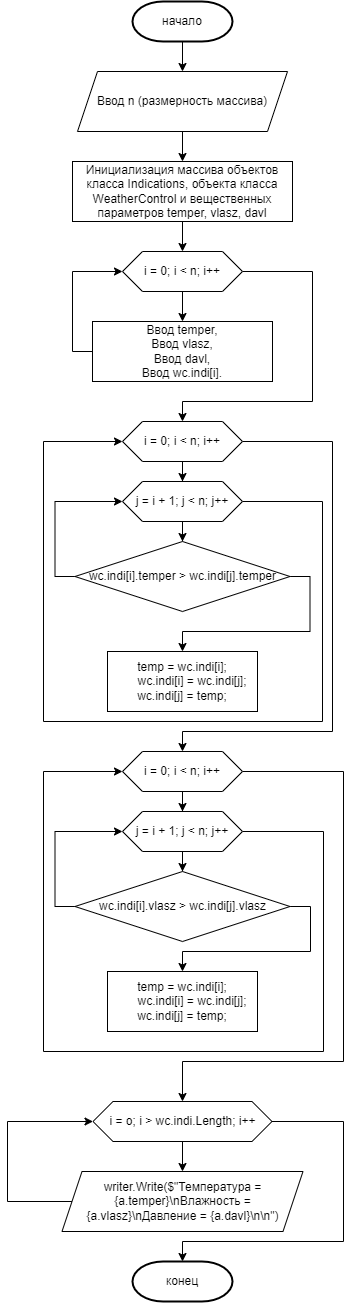 начало
Ввод n (размерность массива)
Инициализация массива объектов
класса Indications, объекта класса
WeatherControl и вещественных
параметров temper, vlasz, davl
i = 0; i < n; i++
Ввод temper,
Ввод vlasz,
Ввод davl,
Ввод wc.indi[i].
i = 0; i < n; i++
j = i + 1; j < n; j++
wc.indi[i].temper > wc.indi[j].temper
temp = wc.indi[i];
wc.indi[i] = wc.indi[j];
wc.indi[j] = temp;
i = 0; i < n; i++
j = i + 1; j < n; j++
wc.indi[i].vlasz > wc.indi[j].vlasz
temp = wc.indi[i];
wc.indi[i] = wc.indi[j];
wc.indi[j] = temp;
i = o; i > wc.indi.Length; i++
writer.Write($"Температура =
{a.temper}\nВлажность =
{a.vlasz}\nДавление = {a.davl}\n\n")
конец